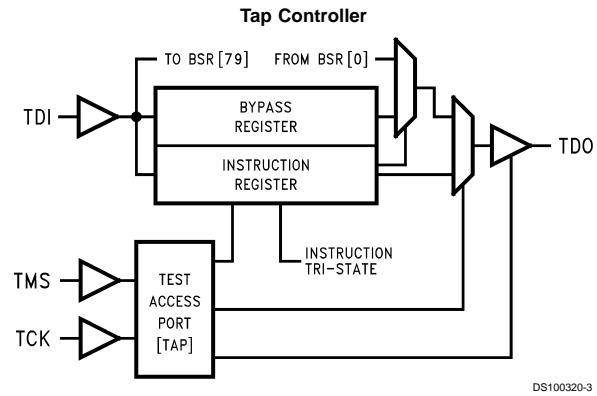 Tap Controller
TO BSR [79] FROM BSR [0]
TDI
BYPASS
REGISTER
TDO
INSTRUCTION
REGISTER
INSTRUCTION
TRI-STATE
TMS
TEST
ACCESS
PORT
[TAP]
TCK
DS100320-3